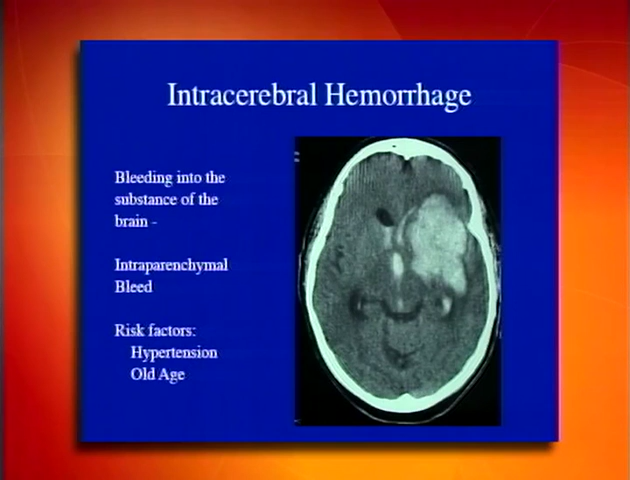 Intracerebral Hemorrhage
Bleeding into the
substance of the
brain -
Intraparenchymal
Bleed
Risk factors:
Hypertension
Old Age